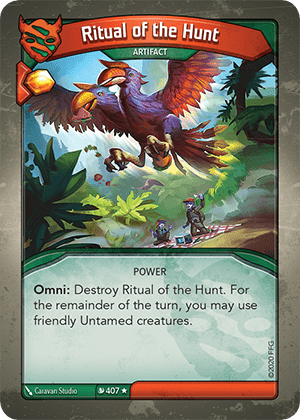 Ritual of the Hunt
ARTIFACT
POWER
Omni: Destroy Ritual of the Hunt. For
the remainder of the turn, you may use
friendly Untamed creatures.
©2020 FFG
Caravan Studio
407 ★